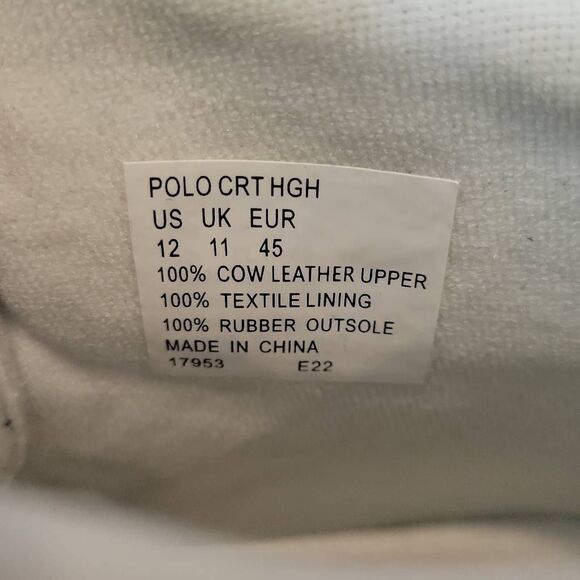 POLO CRT HGH
US UK EUR
12 11 45
100% COW LEATHER UPPER
100% TEXTILE LINING
100% RUBBER OUTSOLE
MADE IN CHINA
17953 E22